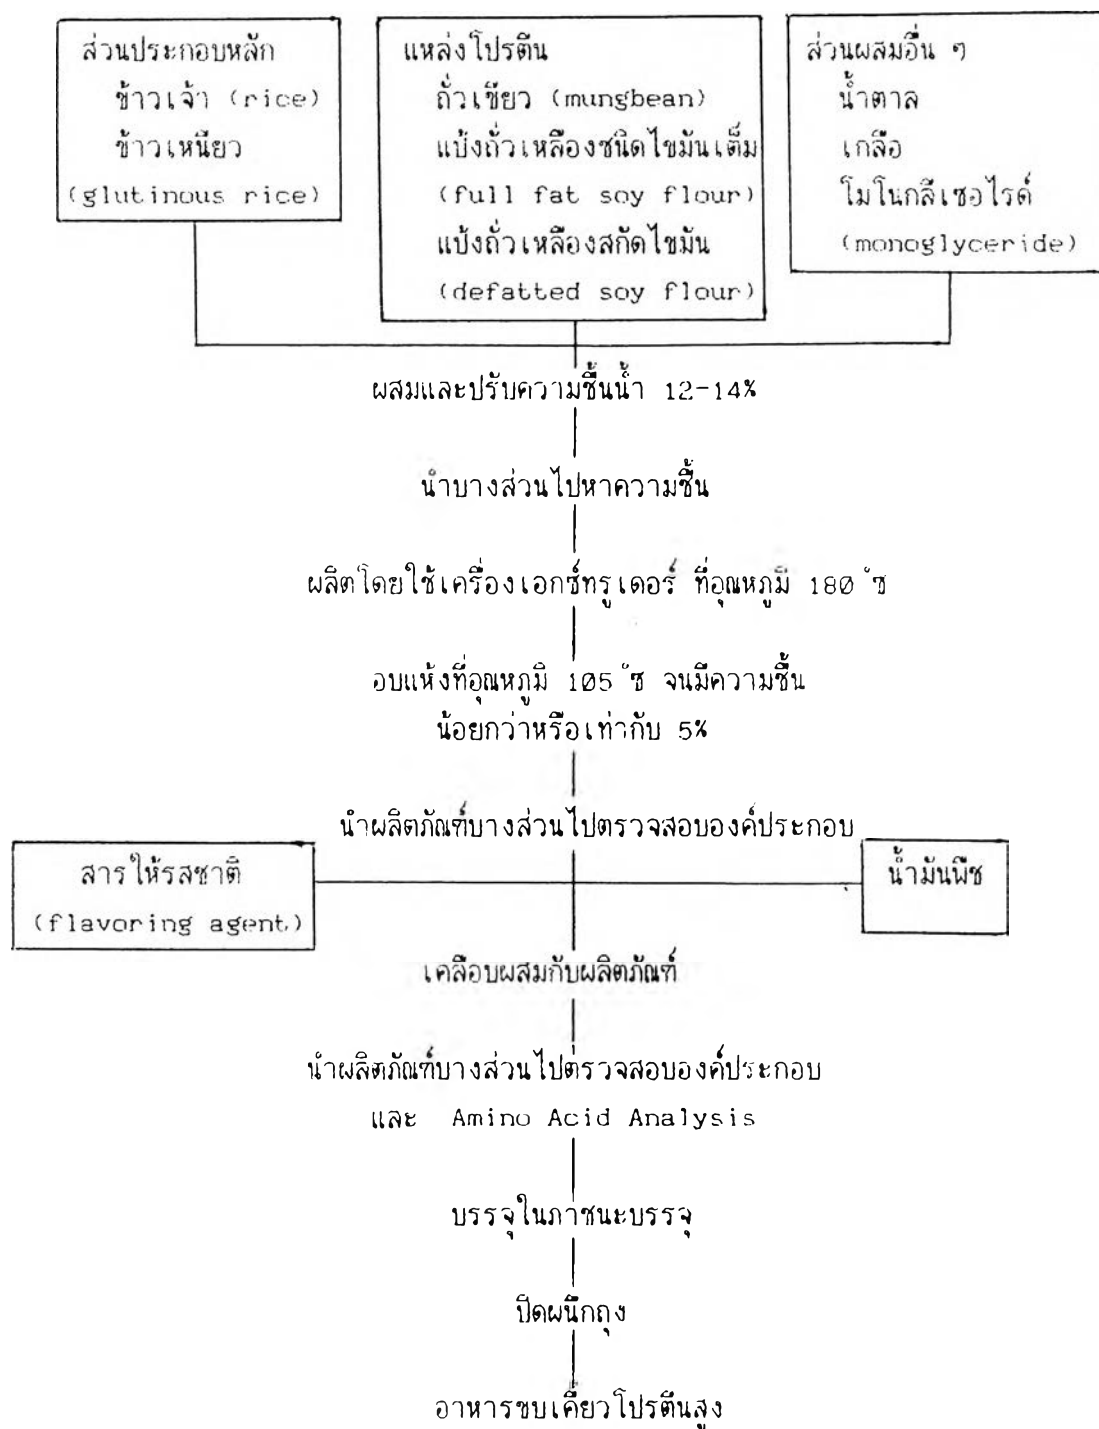 ส่วนประกอบหลัก
ข้าวเจ้า (rice)
ข้าวเหนียว
(glutinous rice)
แหล่งโปรตีน
ถั่วเขียว (mungbean)
แป้งถั่วเหลืองชนิดไขมันเต็ม
(full fat soy flour)
แป้งถั่วเหลืองสกัดไขมัน
(defatted soy flour)
ส่วนผสมอื่น ๆ
น้ำตาล
เกลือ
โมโนกลีเซอไรด์
(monoglyceride)
ผสมและปรับความชื้นน้ำ 12-14%
นำบางส่วนไปหาความชื้น
ผลิตโดยใช้เครื่องเอกซ์ทรูเดอร์ ที่อุณหภูมิ 180 °ซ
อบแห้งที่อุณหภูมิ 105 °ซ จนมีความชื้น
น้อยกว่าหรือเท่ากับ 5%
นำผลิตภัณฑ์บางส่วนไปตรวจสอบองค์ประกอบ
สารให้รสชาติ
(flavoring agent)
น้ำมันพืช
เคลือบผสมกับผลิตภัณฑ์
นำผลิตภัณฑ์บางส่วนไปตรวจสอบองค์ประกอบ
และ Amino Acid Analysis
บรรจุในภาชนะบรรจุ
ปิดผนึกถุง
อาหารขบเคี้ยวโปรตีนสูง